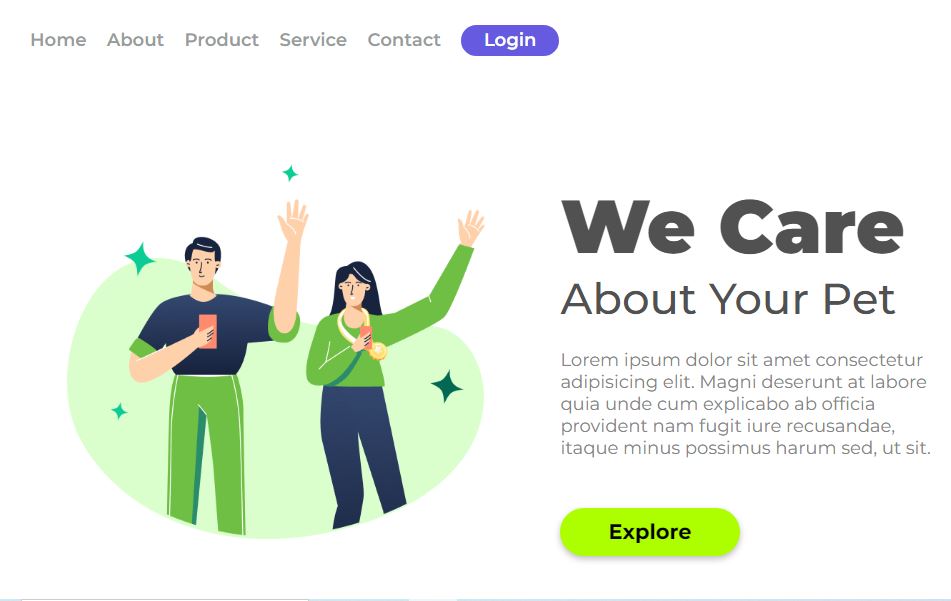 Home About Product Service Contact Login
We Care
About Your Pet
Lorem ipsum dolor sit amet consectetur
adipisicing elit. Magni deserunt at labore
quia unde cum explicabo ab officia
provident nam fugit iure recusandae,
itaque minus possimus harum sed, ut sit.
Explore